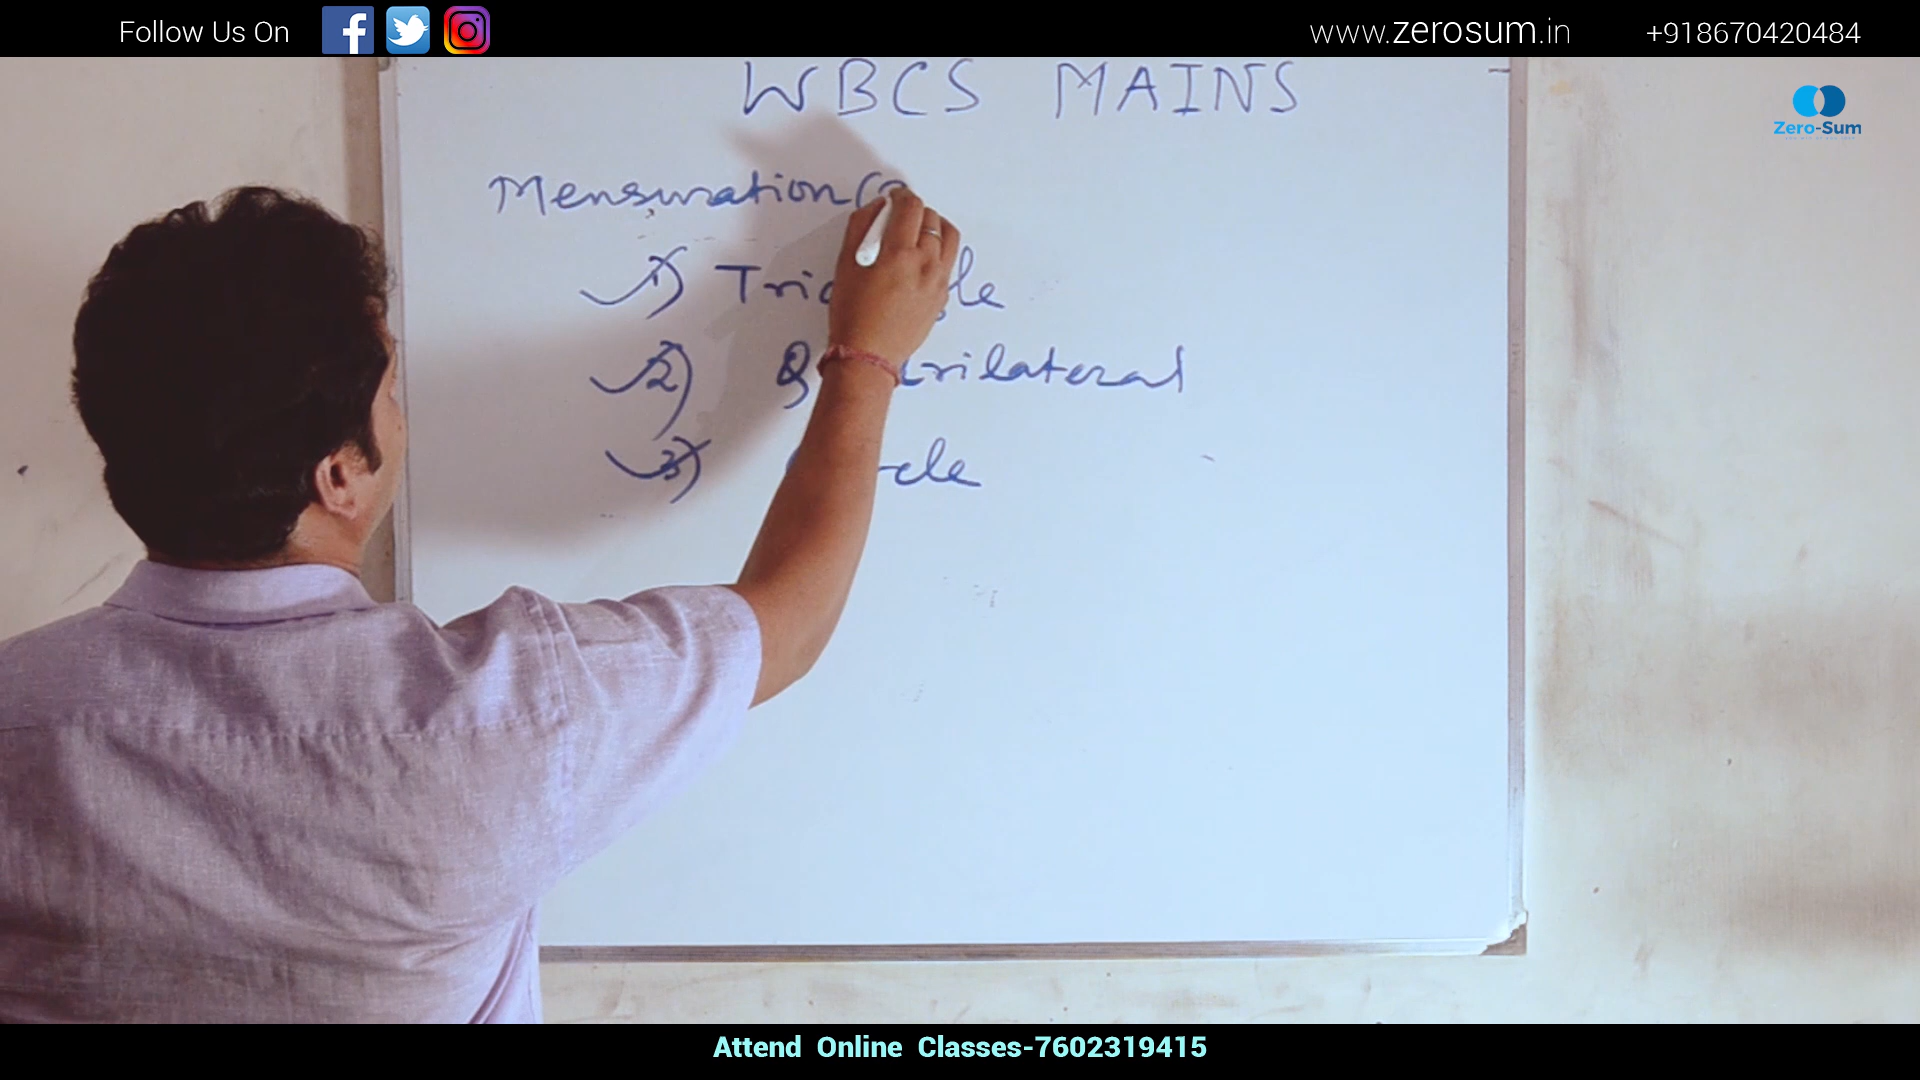 Follow Us On
www.zerosum.in
+918670420484
WBCS MAINS
Zero-Sum
Mensuration (
1) Triangle
2) Quadrilateral
3) Circle
Attend Online Classes-7602319415